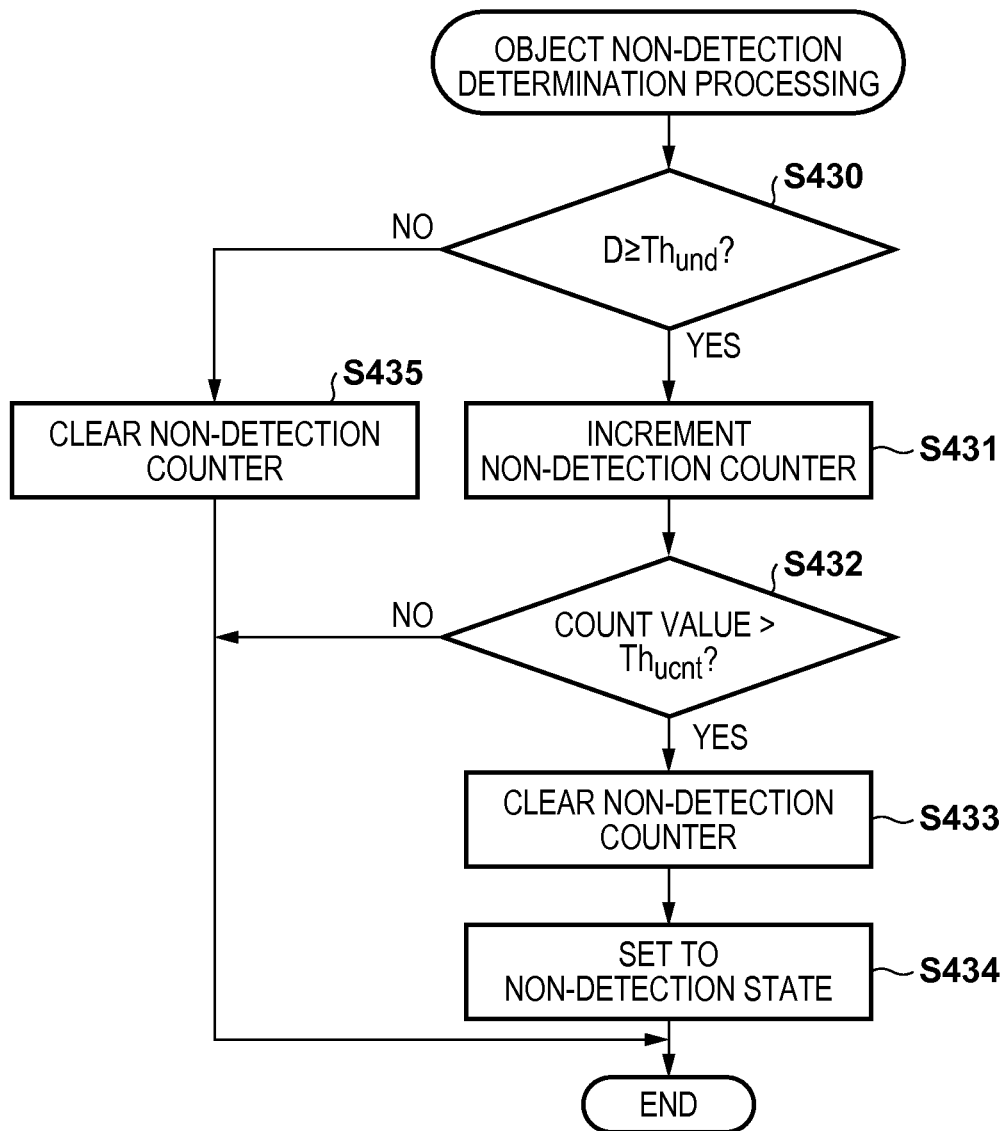 OBJECT NON-DETECTION
DETERMINATION PROCESSING
S430
D≥Thund?
NO
YES
S435
CLEAR NON-DETECTION
COUNTER
INCREMENT
NON-DETECTION COUNTER
S431
S432
COUNT VALUE >
Thucnt?
NO
YES
CLEAR NON-DETECTION
COUNTER
S433
SET TO
NON-DETECTION STATE
S434
END